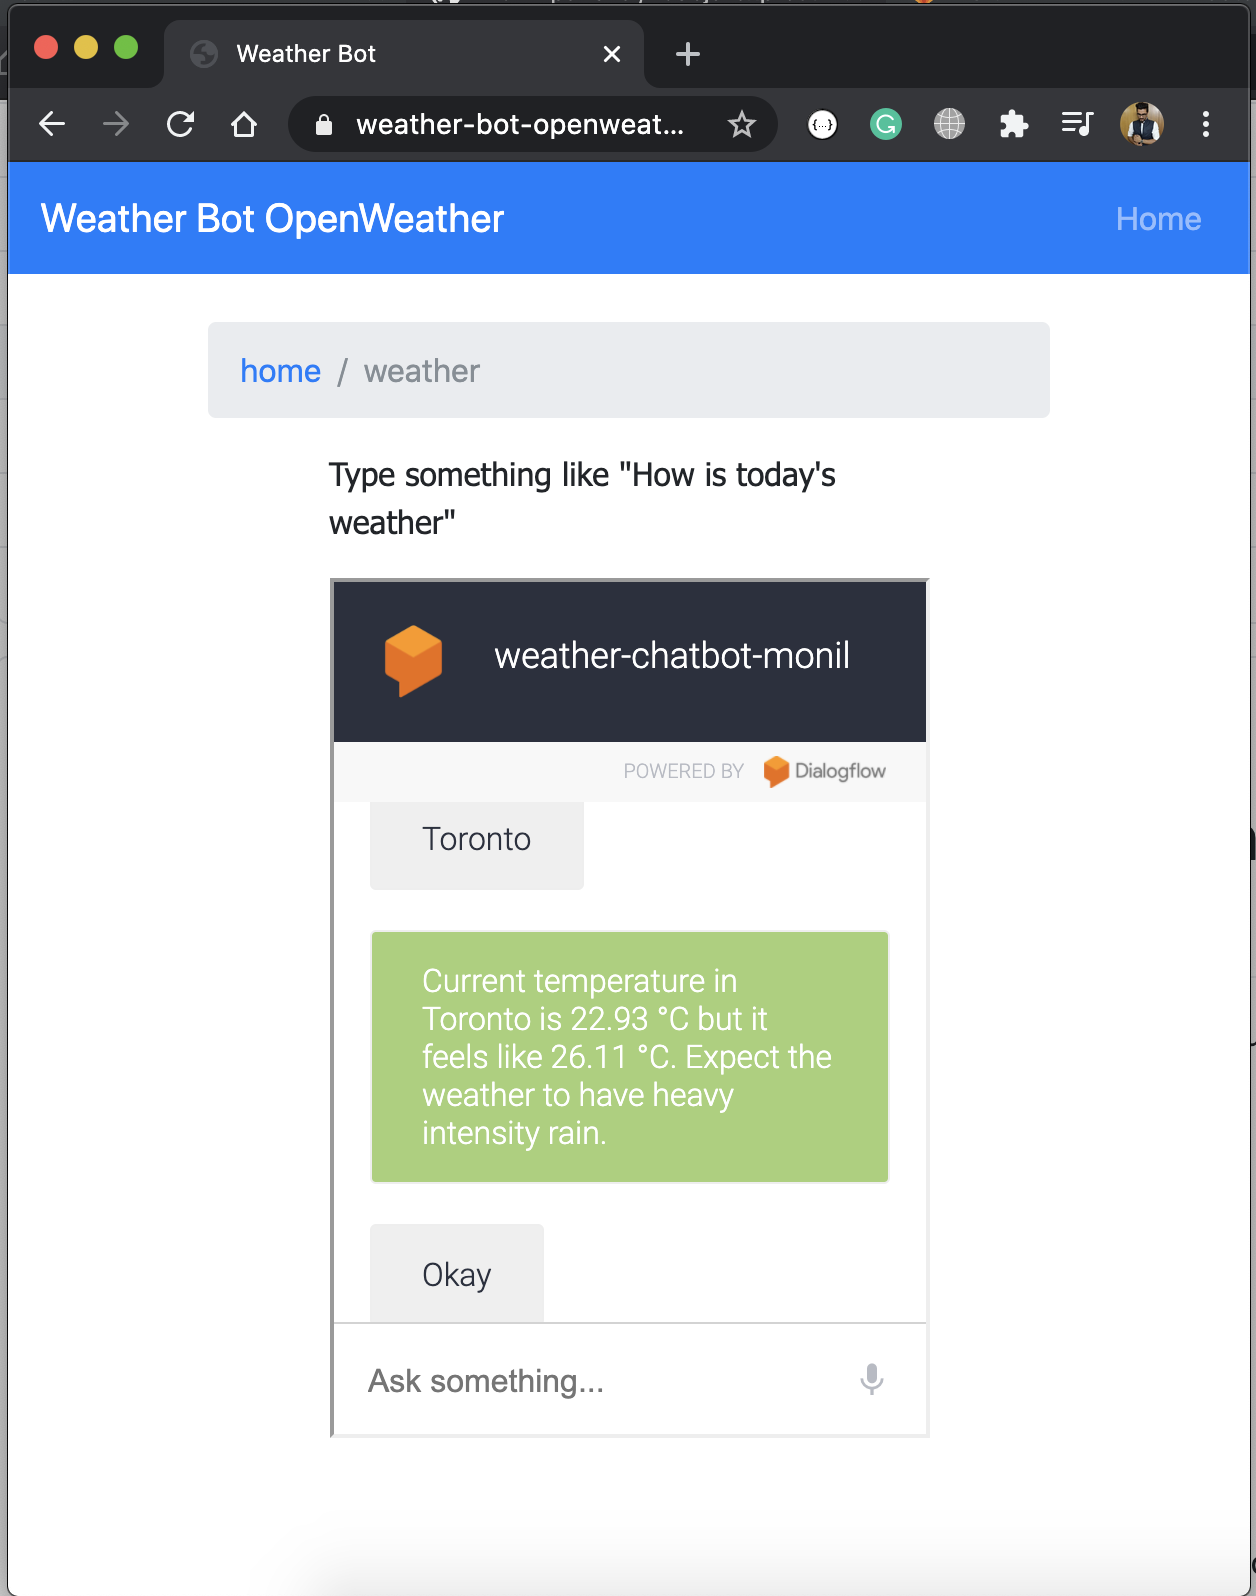 Weather Bot
weather-bot-openweat...
{...}
G
Weather Bot OpenWeather
Home
home / weather
Type something like "How is today's
weather"
weather-chatbot-monil
POWERED BY Dialogflow
Toronto
Current temperature in
Toronto is 22.93 °C but it
feels like 26.11 °C. Expect the
weather to have heavy
intensity rain.
Okay
Ask something...